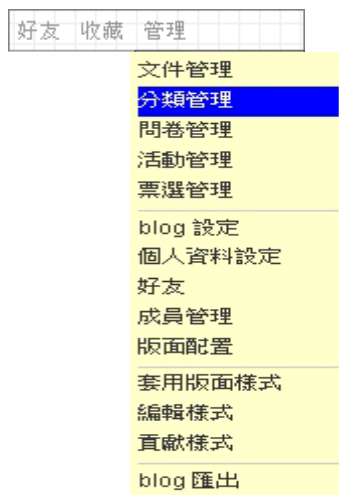 好友 收藏 管理
文件管理
分類管理
問卷管理
活動管理
票選管理
blog 設定
個人資料設定
好友
成員管理
版面配置
套用版面樣式
編輯樣式
貢獻樣式
blog 匯出